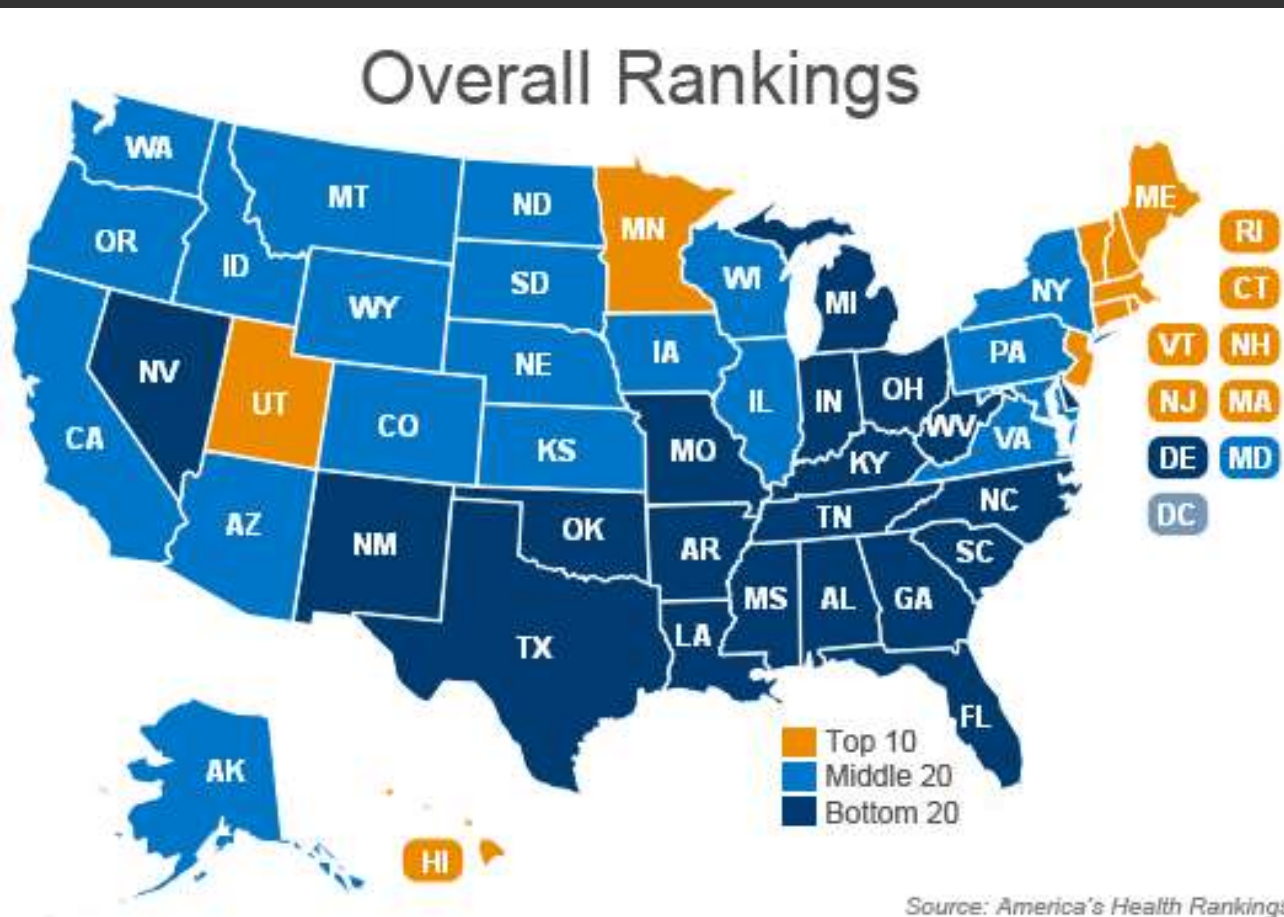 Overall Rankings
WA
MT
ND
MN
ME
OR
ID
SD
WI
NY
RI
WY
MI
CT
NV
NE
IA
PA
VT
NH
UT
CO
IL
IN
OH
NJ
MA
CA
KS
MO
WV
VA
KY
DE
MD
AZ
NM
OK
AR
TN
NC
DC
SC
MS
AL
GA
TX
LA
FL
AK
HI
Top 10
Middle 20
Bottom 20
Source: America's Health Rankings